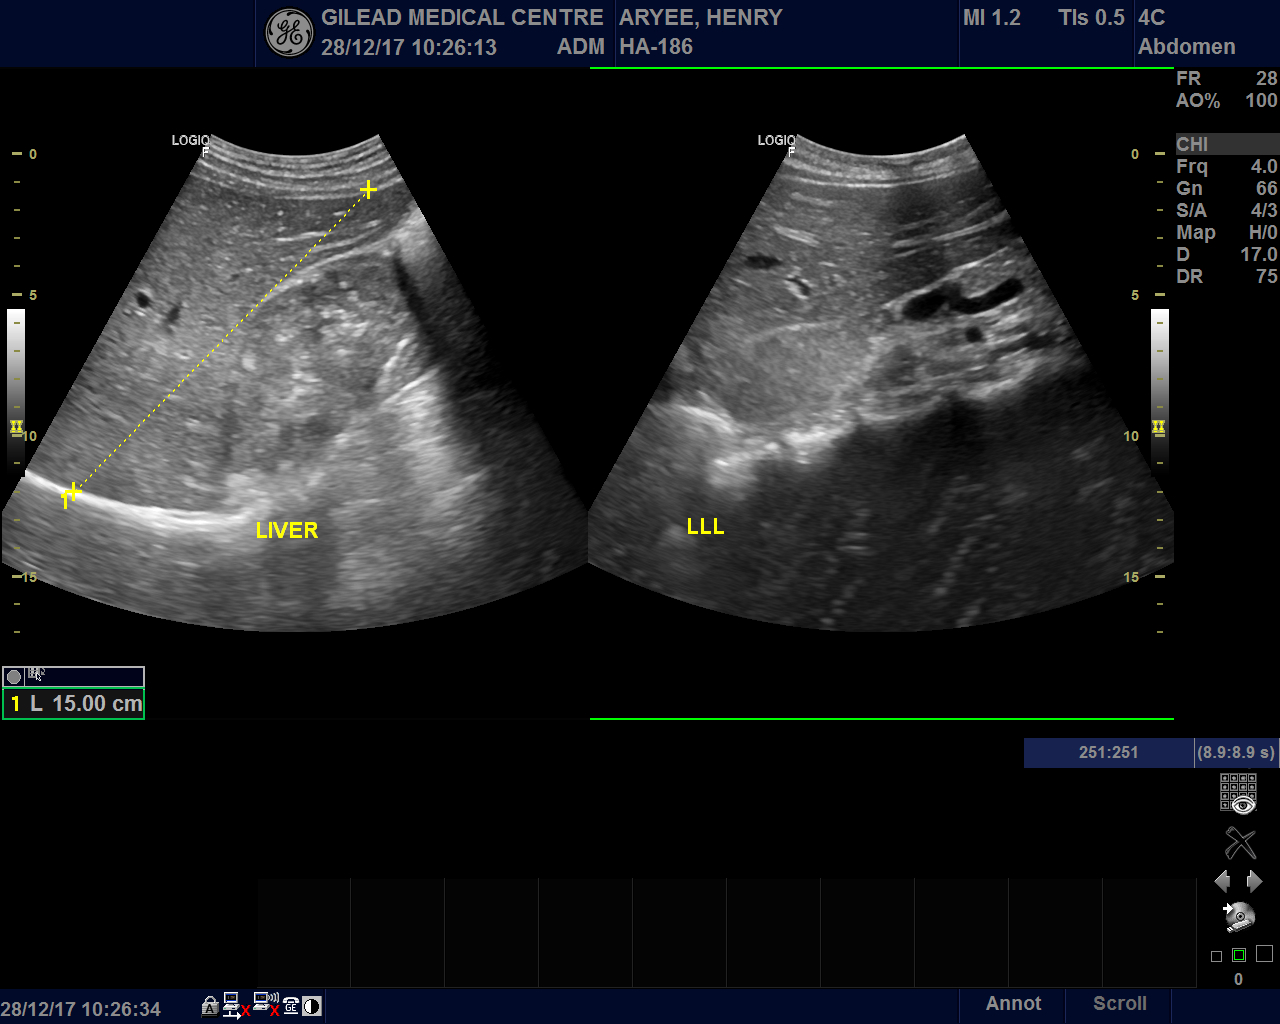 GILEAD MEDICAL CENTRE
28/12/17 10:26:13 ADM
ARYEE, HENRY
HA-186
MI 1.2 TIs 0.5
4C
Abdomen
FR 28
AO% 100
CHI
Frq 4.0
Gn 66
S/A 4/3
Map H/0
D 17.0
DR 75
LOGIQ
F
0
5
10
15
LIVER
LOGIQ
F
0
5
10
15
LLL
1 L 15.00 cm
251:251 (8.9:8.9 s)
0
28/12/17 10:26:34
A
GE
Annot
Scroll